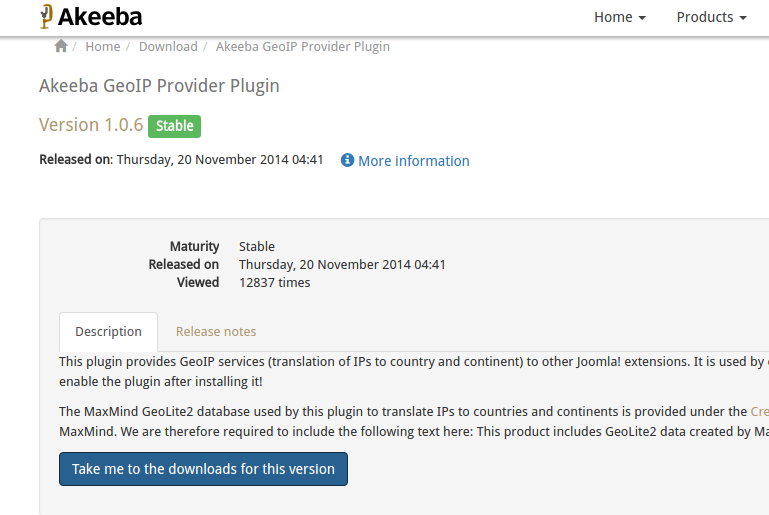 Akeeba
Home
Products
/ Home / Download / Akeeba GeoIP Provider Plugin
Akeeba GeoIP Provider Plugin
Version 1.0.6 Stable
Released on: Thursday, 20 November 2014 04:41 More information
Maturity Stable
Released on Thursday, 20 November 2014 04:41
Viewed 12837 times
Description Release notes
This plugin provides GeoIP services (translation of IPs to country and continent) to other Joomla! extensions. It is used by
enable the plugin after installing it!
The MaxMind GeoLite2 database used by this plugin to translate IPs to countries and continents is provided under the Cre
MaxMind. We are therefore required to include the following text here: This product includes GeoLite2 data created by Ma
Take me to the downloads for this version